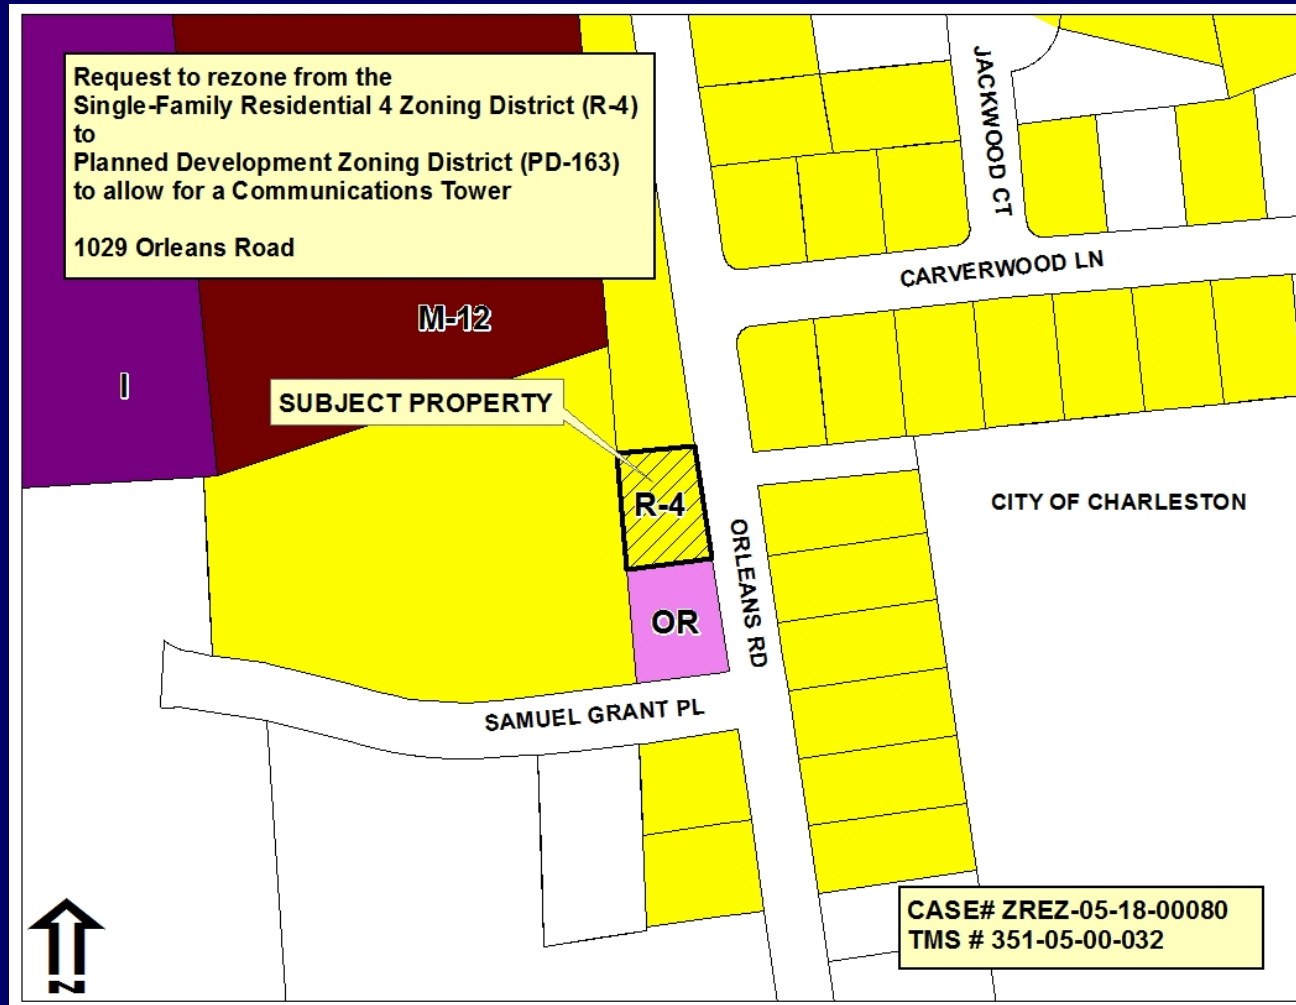 Request to rezone from the
Single-Family Residential 4 Zoning District (R-4)
to
Planned Development Zoning District (PD-163)
to allow for a Communications Tower
1029 Orleans Road
JACKWOOD CT
CARVERWOOD LN
M-12
I
SUBJECT PROPERTY
R-4
CITY OF CHARLESTON
ORLEANS RD
OR
SAMUEL GRANT PL
CASE# ZREZ-05-18-00080
TMS # 351-05-00-032
N